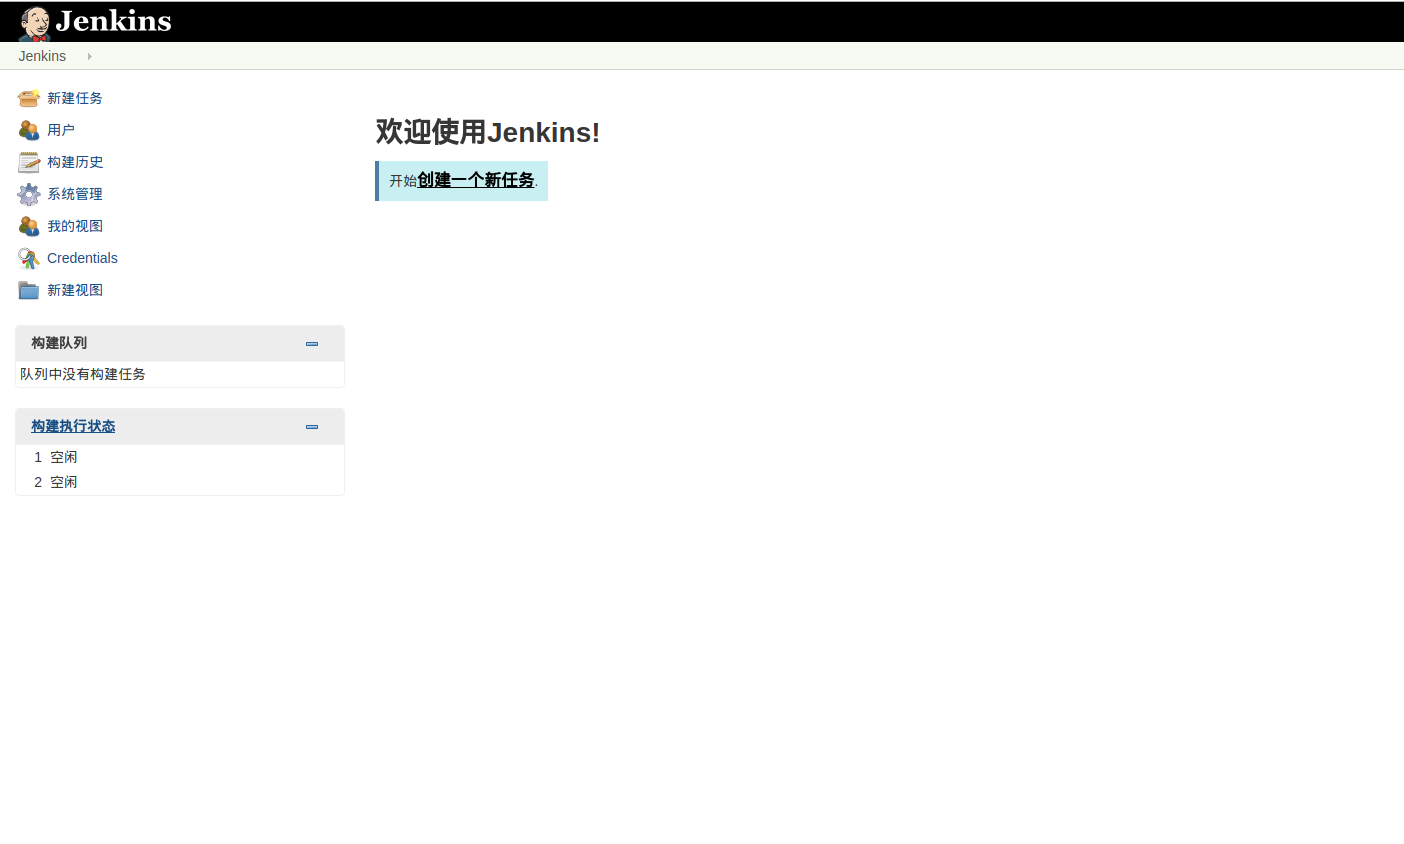 Jenkins
Jenkins
新建任务
用户
构建历史
系统管理
我的视图
Credentials
新建视图
构建队列
队列中没有构建任务
构建执行状态
1 空闲
2 空闲
欢迎使用Jenkins!
开始创建一个新任务.